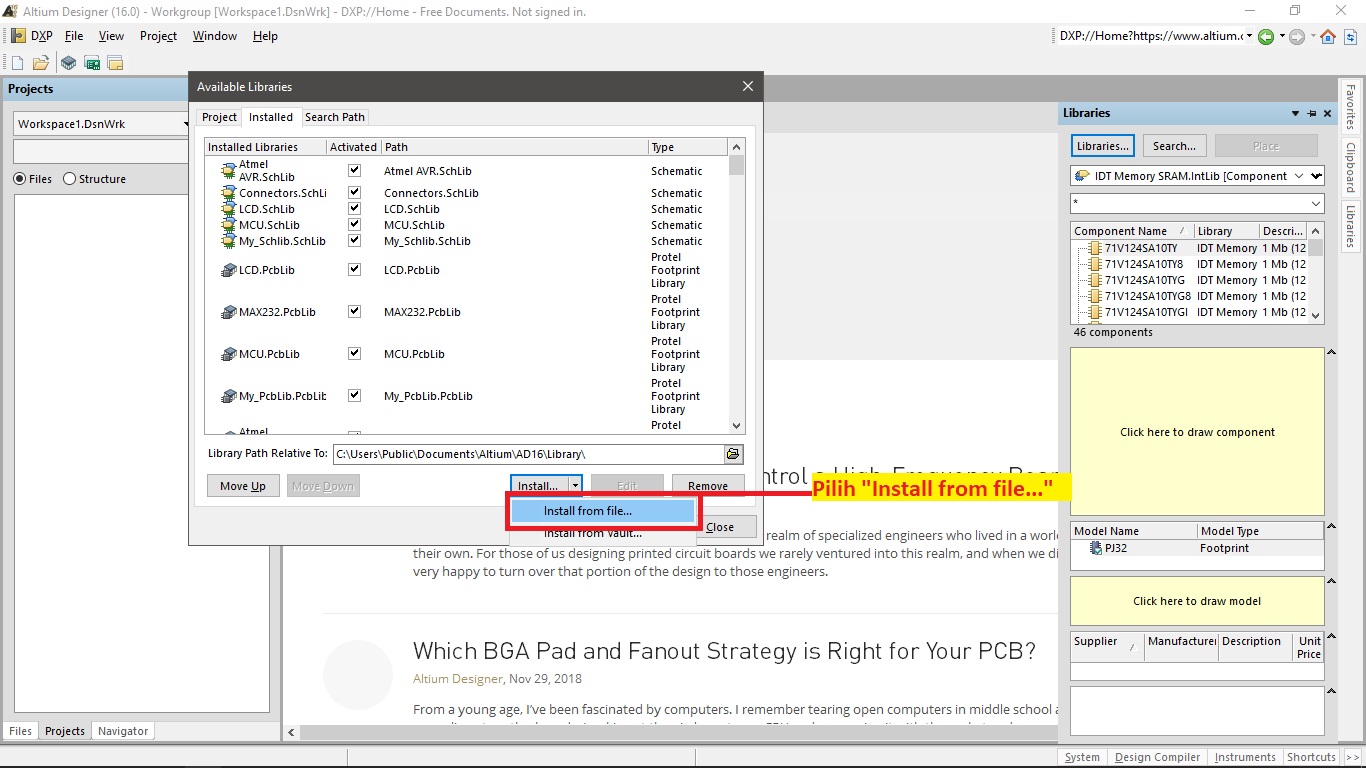 Altium Designer (16.0) - Workgroup [Workspace1.DsnWrk] - DXP://Home - Free Documents. Not signed in.
DXP File View Project Window Help
DXP://Home?https://www.altium.c
Projects
Workspace1.DsnWrk
Files Structure
Available Libraries
Project Installed Search Path
Installed Libraries Activated Path Type
Atmel
AVR.SchLib Atmel AVR.SchLib Schematic
Connectors.SchLi Connectors.SchLib Schematic
LCD.SchLib LCD.SchLib Schematic
MCU.SchLib MCU.SchLib Schematic
My_Schlib.SchLib My_Schlib.SchLib Schematic
Protel
LCD.PcbLib LCD.PcbLib Footprint
Library
Protel
MAX232.PcbLib MAX232.PcbLib Footprint
Library
Protel
MCU.PcbLib MCU.PcbLib Footprint
Library
Protel
My_PcbLib.PcbLib My_PcbLib.PcbLib Footprint
Library
Atmel Protel
Library Path Relative To: C:\Users\Public\Documents\Altium\AD16\Library\
Move Up Move Down Install... Edit Remove
Install from file...
Install from Vault...
Close
Pilih "Install from file..."
realm of specialized engineers who lived in a worl
their own. For those of us designing printed circuit boards we rarely ventured into this realm, and when we di
very happy to turn over that portion of the design to those engineers.
Which BGA Pad and Fanout Strategy is Right for Your PCB?
Altium Designer, Nov 29, 2018
From a young age, I've been fascinated by computers. I remember tearing open computers in middle school a
Libraries
Libraries... Search... Place
IDT Memory SRAM.IntLib [Component
*
Component Name Library Descri...
71V124SA10TY IDT Memory 1 Mb (12
71V124SA10TY8 IDT Memory 1 Mb (12
71V124SA10TYG IDT Memory 1 Mb (12
71V124SA10TYG8 IDT Memory 1 Mb (12
71V124SA10TYGI IDT Memory 1 Mb (12
46 components
Click here to draw component
Model Name Model Type
PJ32 Footprint
Click here to draw model
Supplier Manufacturer Description Unit
Price
Favorites
Clipboard
Libraries
Files Projects Navigator
System Design Compiler Instruments Shortcuts >>